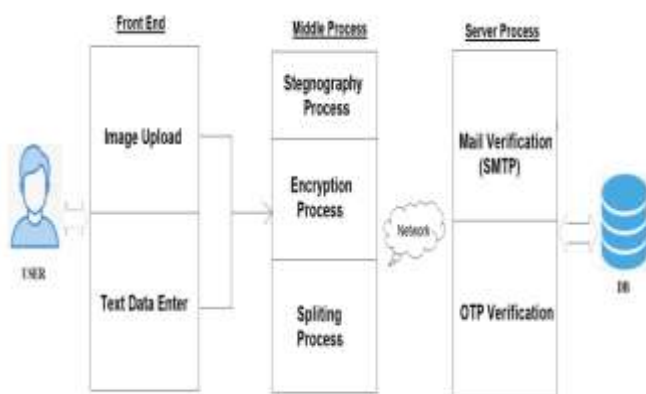 Front End
Middle Process
Server Process
Stegnography
Process
Image Upload
Mail Verification
(SMTP)
Encryption
Process
Network
USER
DB
Text Data Enter
Spliting
Process
OTP Verification